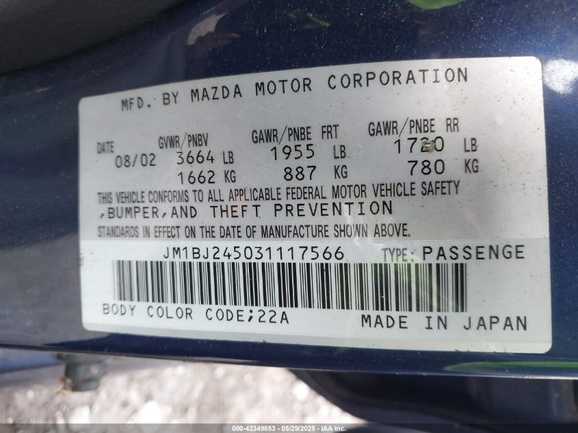 MFD. BY MAZDA MOTOR CORPORATION
DATE GVWR/PNBV GAWR/PNBE FRT GAWR/PNBE RR
08/02 3664 LB 1955 LB 1720 LB
1662 KG 887 KG 780 KG
THIS VEHICLE CONFORMS TO ALL APPLICABLE FEDERAL MOTOR VEHICLE SAFETY
,BUMPER,AND THEFT PREVENTION
STANDARDS IN EFFECT ON THE DATE OF MANUFACTURE SHOWN ABOVE.
JM1BJ245031117566 TYPE: PASSENGE
BODY COLOR CODE;22A MADE IN JAPAN
000-42349653 - 05/29/2025 - IAA Inc.